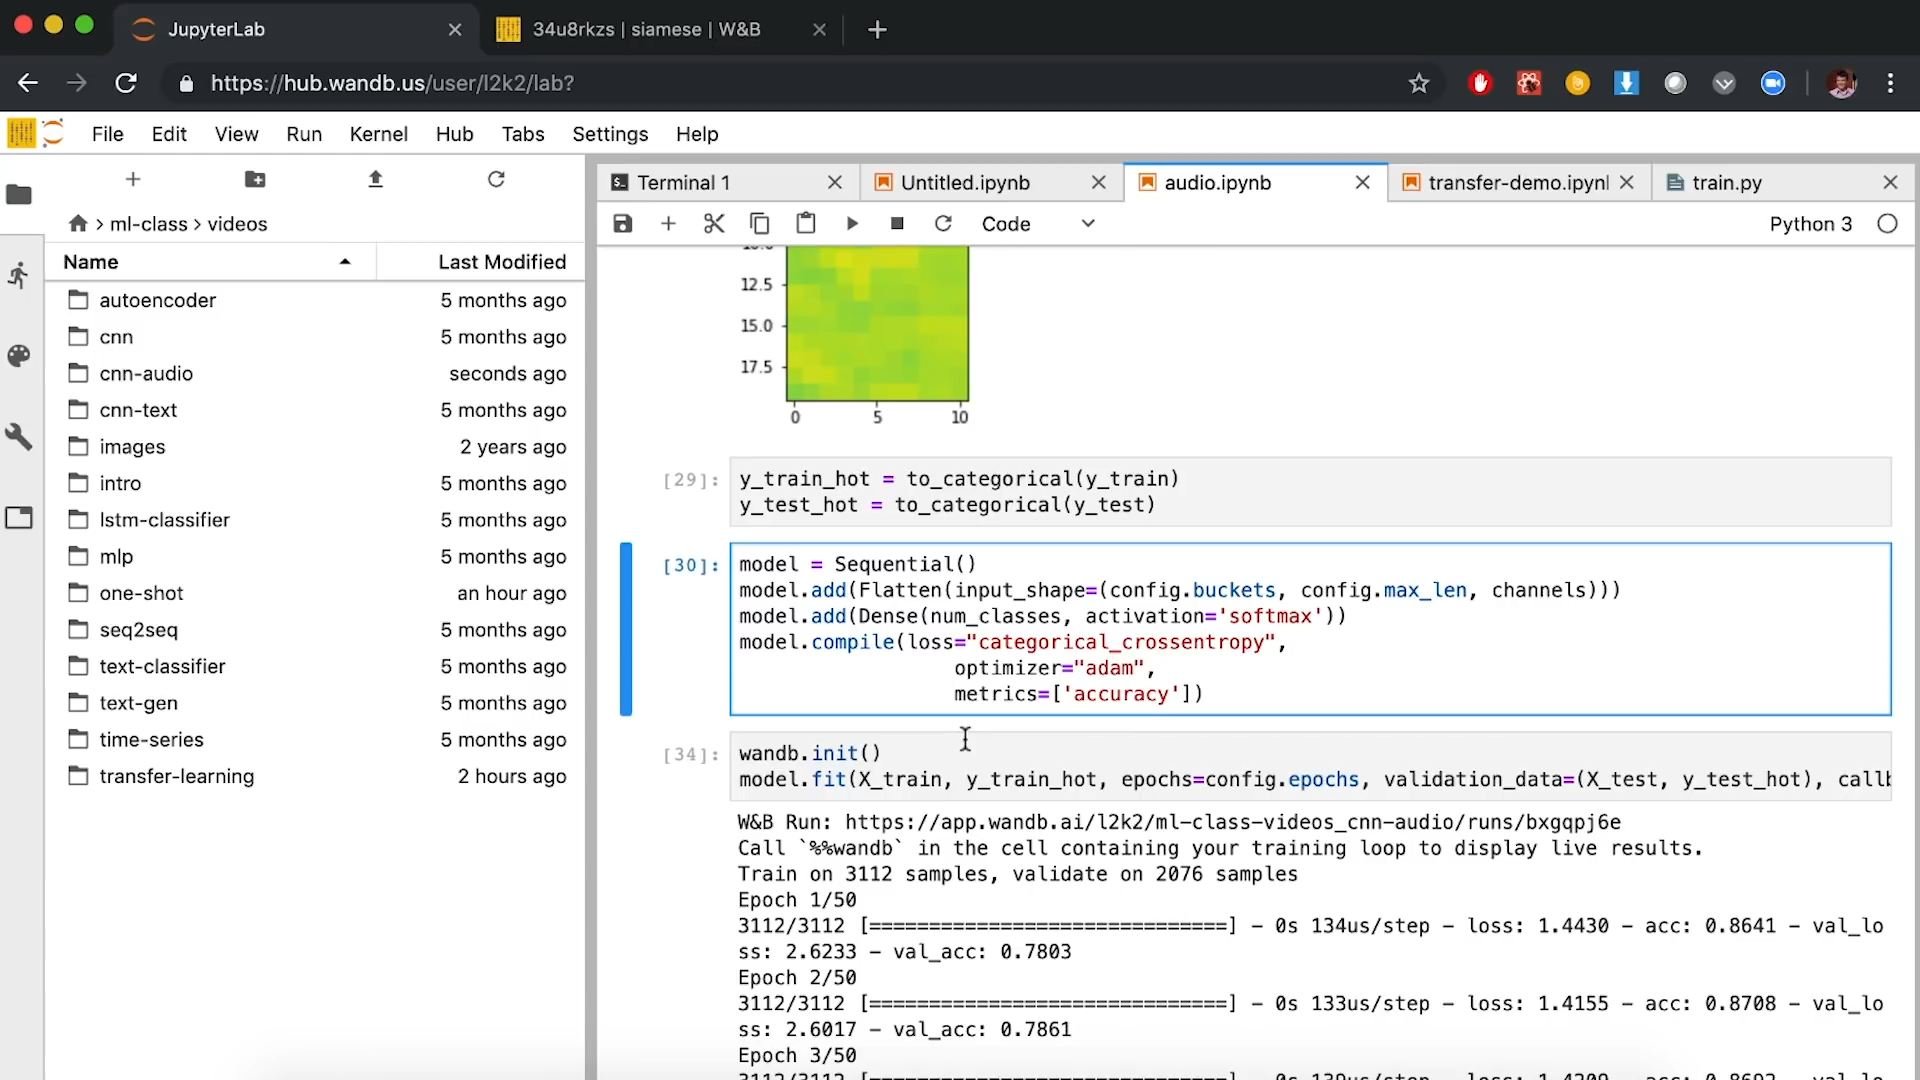 JupyterLab
34u8rkzs | siamese | W&B
https://hub.wandb.us/user/l2k2/lab?
File Edit View Run Kernel Hub Tabs Settings Help
Terminal 1
Untitled.ipynb
audio.ipynb
transfer-demo.ipynl
train.py
> ml-class > videos
Code
Python 3
Name Last Modified
autoencoder 5 months ago
cnn 5 months ago
cnn-audio seconds ago
cnn-text 5 months ago
images 2 years ago
intro 5 months ago
lstm-classifier 5 months ago
mlp 5 months ago
one-shot an hour ago
seq2seq 5 months ago
text-classifier 5 months ago
text-gen 5 months ago
time-series 5 months ago
transfer-learning 2 hours ago
12.5
15.0
17.5
0 5 10
[29]: y_train_hot = to_categorical(y_train)
y_test_hot = to_categorical(y_test)
[30]: model = Sequential()
model.add(Flatten(input_shape=(config.buckets, config.max_len, channels)))
model.add(Dense(num_classes, activation='softmax'))
model.compile(loss="categorical_crossentropy",
optimizer="adam",
metrics=['accuracy'])
[34]: wandb.init()
model.fit(X_train, y_train_hot, epochs=config.epochs, validation_data=(X_test, y_test_hot), callb
W&B Run: https://app.wandb.ai/l2k2/ml-class-videos_cnn-audio/runs/bxgqpj6e
Call `%%wandb` in the cell containing your training loop to display live results.
Train on 3112 samples, validate on 2076 samples
Epoch 1/50
3112/3112 [==============================] - 0s 134us/step - loss: 1.4430 - acc: 0.8641 - val_lo
ss: 2.6233 - val_acc: 0.7803
Epoch 2/50
3112/3112 [==============================] - 0s 133us/step - loss: 1.4155 - acc: 0.8708 - val_lo
ss: 2.6017 - val_acc: 0.7861
Epoch 3/50